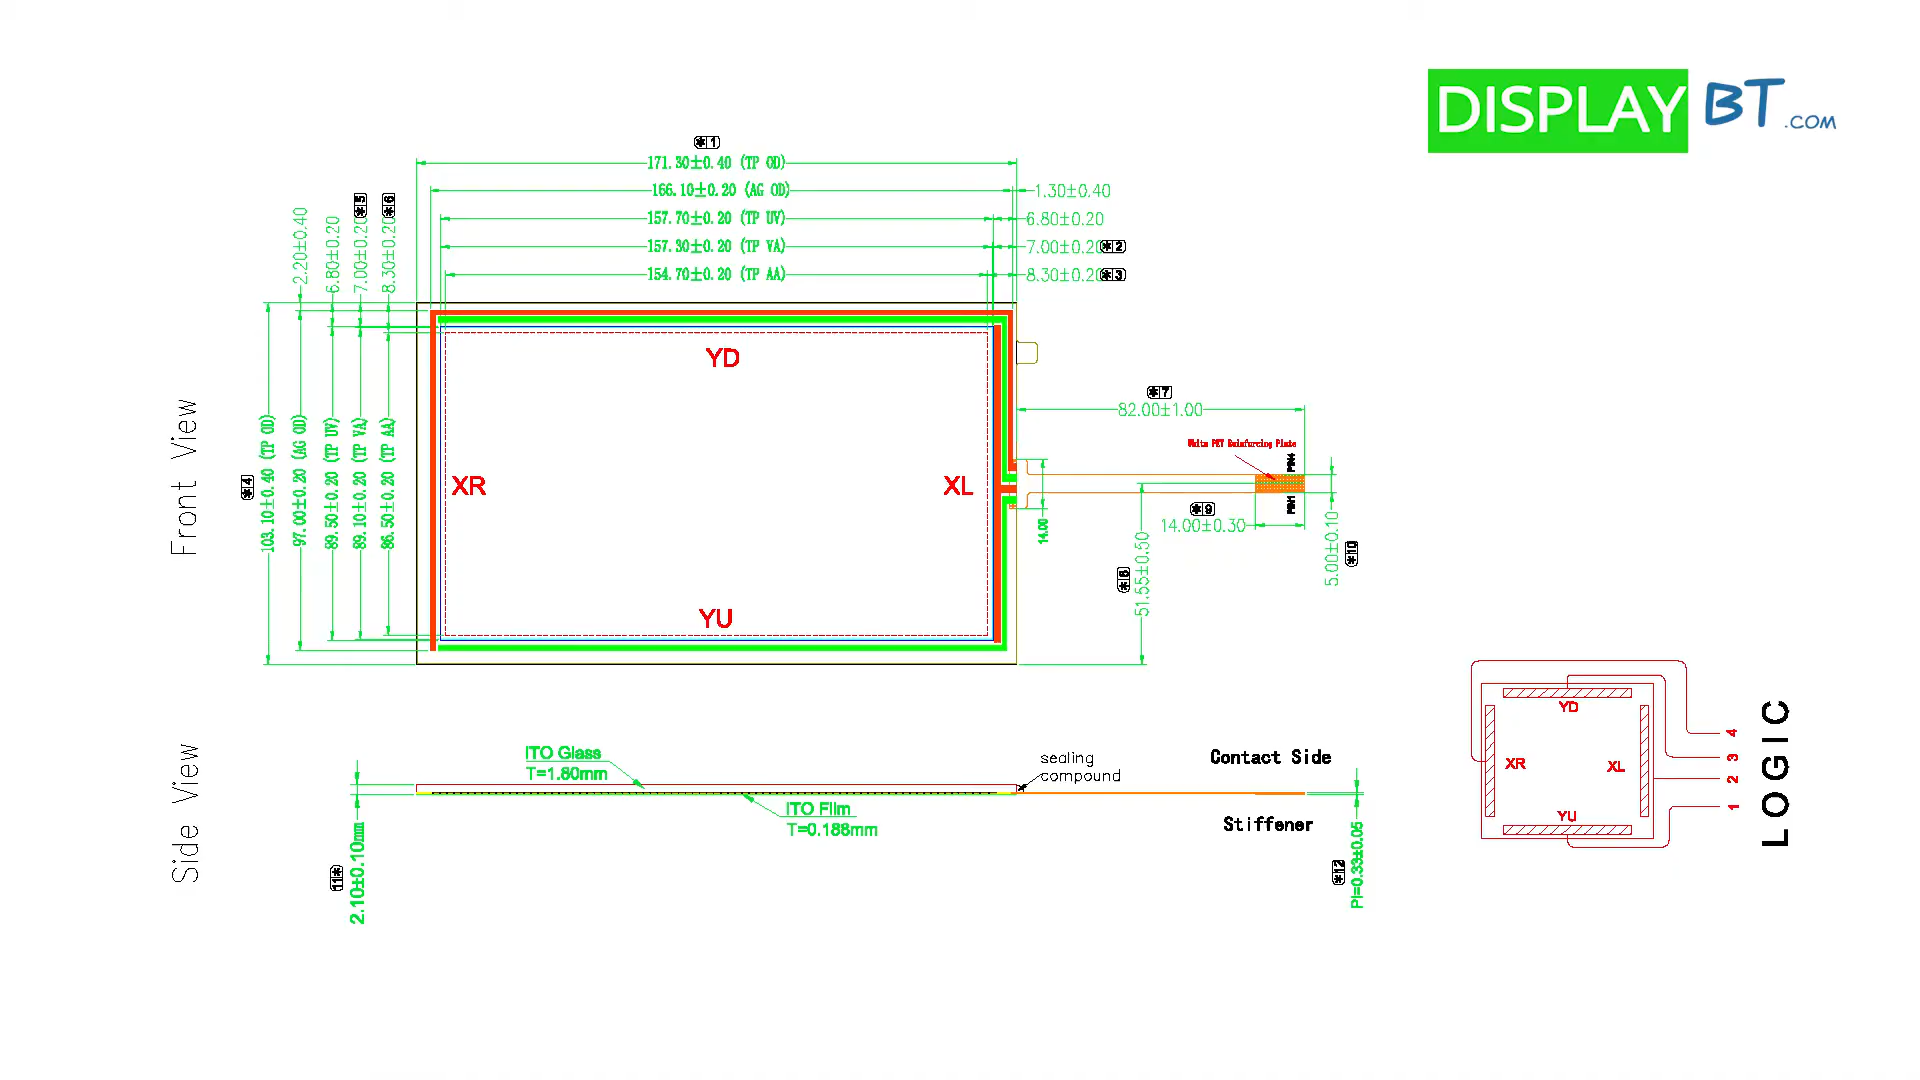 DISPLAY BT .COM
*1
171.30±0.40 (TP OD)
166.10±0.20 (AG OD)
1.30±0.40
157.70±0.20 (TP UV)
6.80±0.20
157.30±0.20 (TP VA)
7.00±0.20 *2
154.70±0.20 (TP AA)
8.30±0.20 *3
2.20±0.40
6.80±0.20
7.00±0.20 *5
8.30±0.20 *6
Front View
*4
103.10±0.40 (TP OD)
97.00±0.20 (AG OD)
89.50±0.20 (TP UV)
89.10±0.20 (TP VA)
86.50±0.20 (TP AA)
YD
XR
XL
YU
*7
82.00±1.00
White PET Reinforcing Plate
PIN4
PIN1
14.00
*9
14.00±0.30
*8
51.55±0.50
5.00±0.10
*10
Side View
ITO Glass
T=1.80mm
ITO Film
T=0.188mm
sealing
compound
Contact Side
Stiffener
11*
2.10±0.10mm
*12
PI=0.33±0.05
YD
XR
XL
YU
4
3
2
1
LOGIC